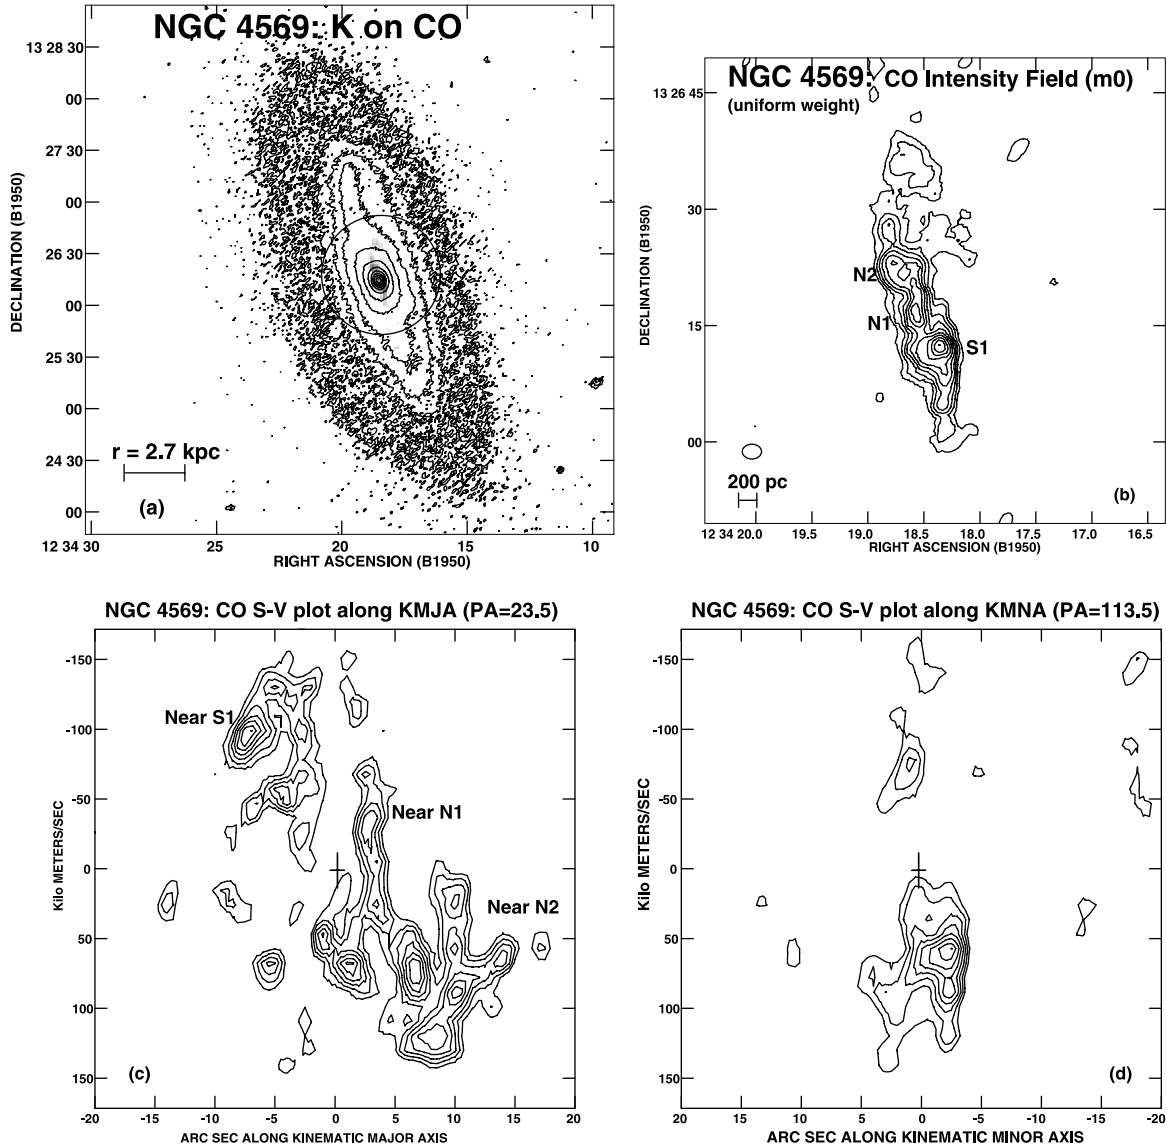 NGC 4569: K on CO
DECLINATION (B1950)
13 28 30
00
27 30
00
26 30
00
25 30
00
24 30
00
r = 2.7 kpc
(a)
12 34 30
25
20
15
10
RIGHT ASCENSION (B1950)
NGC 4569: CO Intensity Field (m0)
(uniform weight)
DECLINATION (B1950)
13 26 45
30
15
00
N2
N1
S1
200 pc
(b)
12 34 20.0
19.5
19.0
18.5
18.0
17.5
17.0
16.5
RIGHT ASCENSION (B1950)
NGC 4569: CO S-V plot along KMJA (PA=23.5)
Kilo METERS/SEC
-150
-100
-50
0
50
100
150
Near S1
Near N1
Near N2
(c)
-20
-15
-10
-5
0
5
10
15
20
ARC SEC ALONG KINEMATIC MAJOR AXIS
NGC 4569: CO S-V plot along KMNA (PA=113.5)
Kilo METERS/SEC
-150
-100
-50
0
50
100
150
(d)
20
15
10
5
0
-5
-10
-15
-20
ARC SEC ALONG KINEMATIC MINOR AXIS